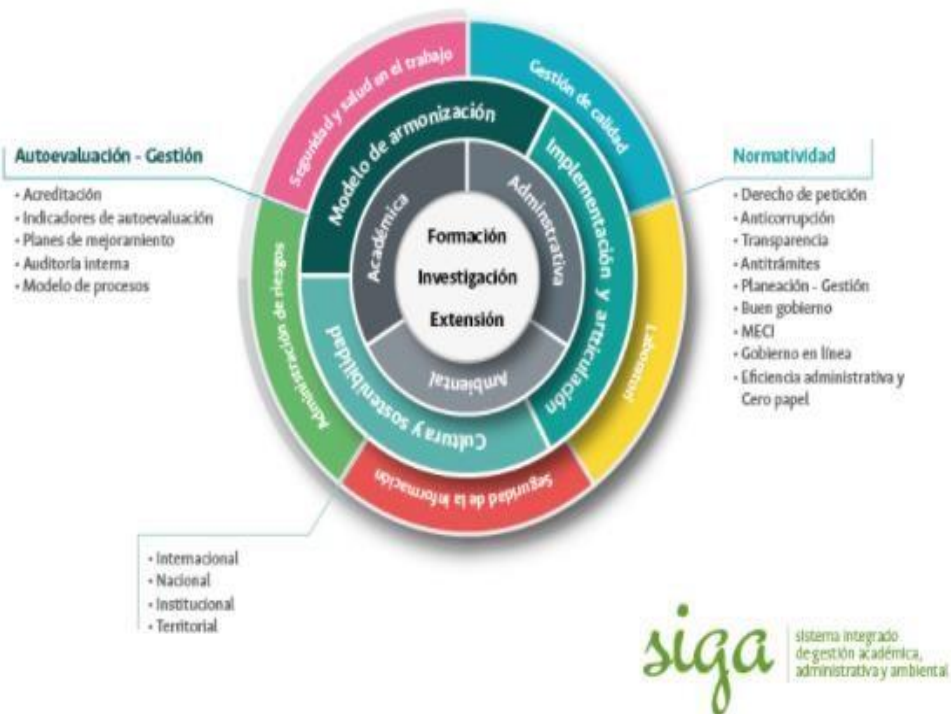 Seguridad y salud en el trabajo
Gestión de calidad
Modelo de armonización
Implementación y articulación
Autoevaluación - Gestión
• Acreditación
• Indicadores de autoevaluación
• Planes de mejoramiento
• Auditoría interna
• Modelo de procesos
Normatividad
• Derecho de petición
• Anticorrupción
• Transparencia
• Antitrámites
• Planeación - Gestión
• Buen gobierno
• MECI
• Gobierno en línea
• Eficiencia administrativa y
Cero papel
Académica
Adminstrativa
Formación
Investigación
Extensión
Ambiental
Administración de riesgos
Cultura y sostenibilidad
Seguridad de la Información
• Internacional
• Nacional
• Institucional
• Territorial
siga
sistema integrado
de gestión académica,
administrativa y ambiental